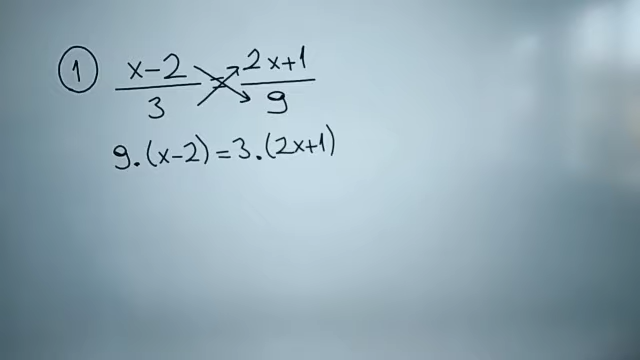 ① x-2/3 = 2x+1/9
9.(x-2)=3.(2x+1)